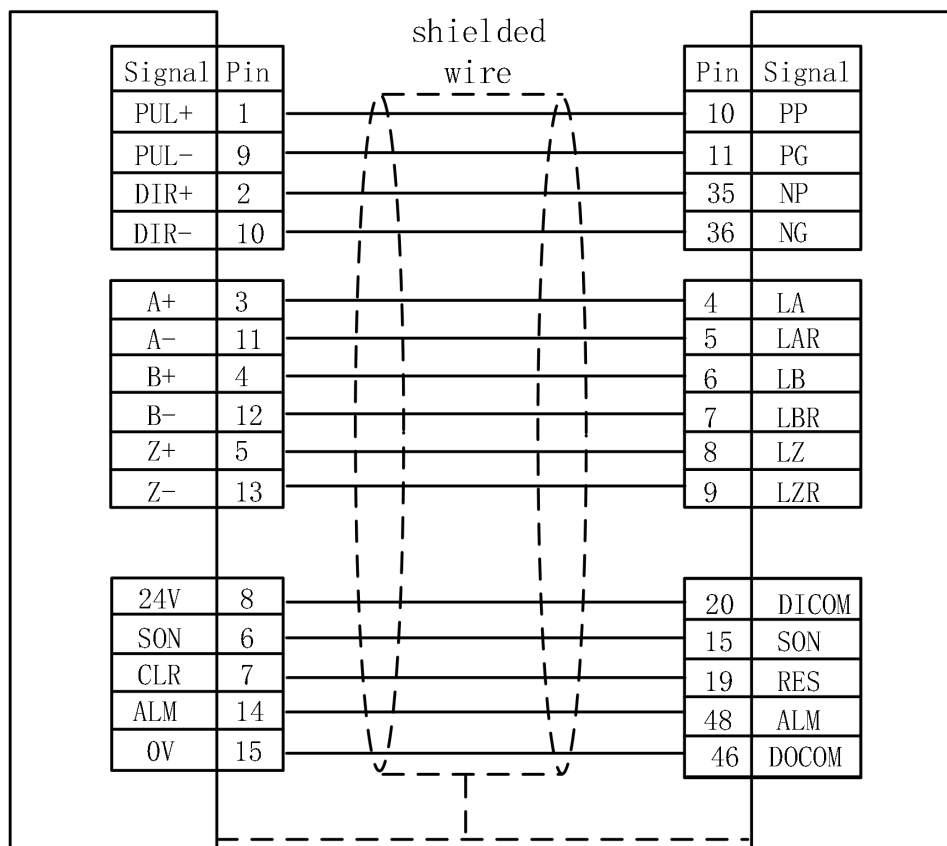 shielded
wire
Signal Pin Pin Signal
PUL+ 1 10 PP
PUL- 9 11 PG
DIR+ 2 35 NP
DIR- 10 36 NG
A+ 3 4 LA
A- 11 5 LAR
B+ 4 6 LB
B- 12 7 LBR
Z+ 5 8 LZ
Z- 13 9 LZR
24V 8 20 DICOM
SON 6 15 SON
CLR 7 19 RES
ALM 14 48 ALM
0V 15 46 DOCOM